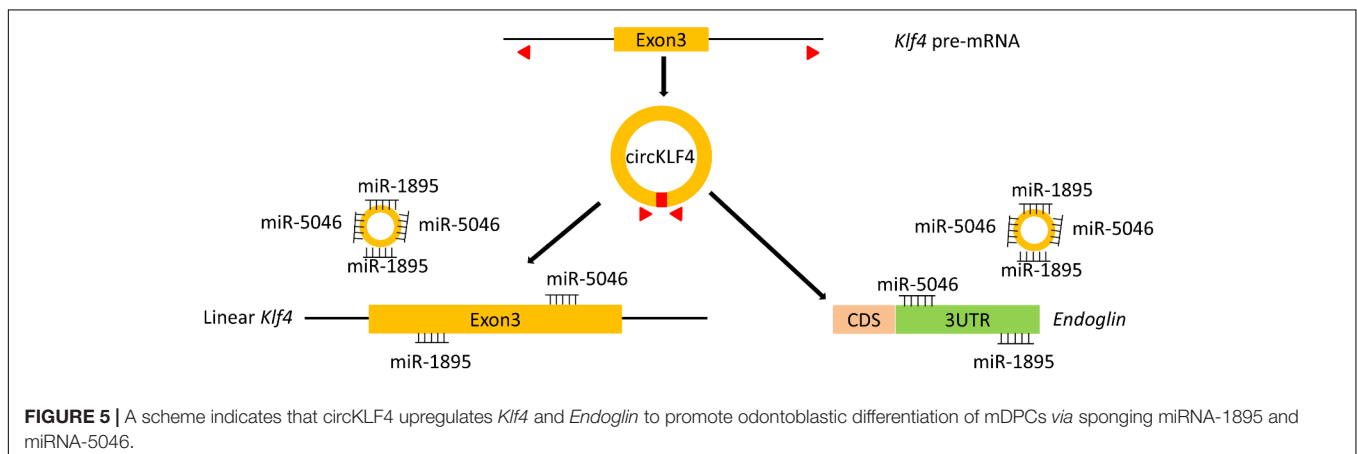 Exon3
Klf4 pre-mRNA
circKLF4
miR-1895
miR-5046
miR-5046
miR-1895
miR-1895
miR-5046
miR-5046
miR-1895
miR-5046
Linear Klf4
Exon3
miR-1895
miR-5046
CDS
3UTR
Endoglin
miR-1895
FIGURE 5 | A scheme indicates that circKLF4 upregulates Klf4 and Endoglin to promote odontoblastic differentiation of mDPCs via sponging miRNA-1895 and
miRNA-5046.